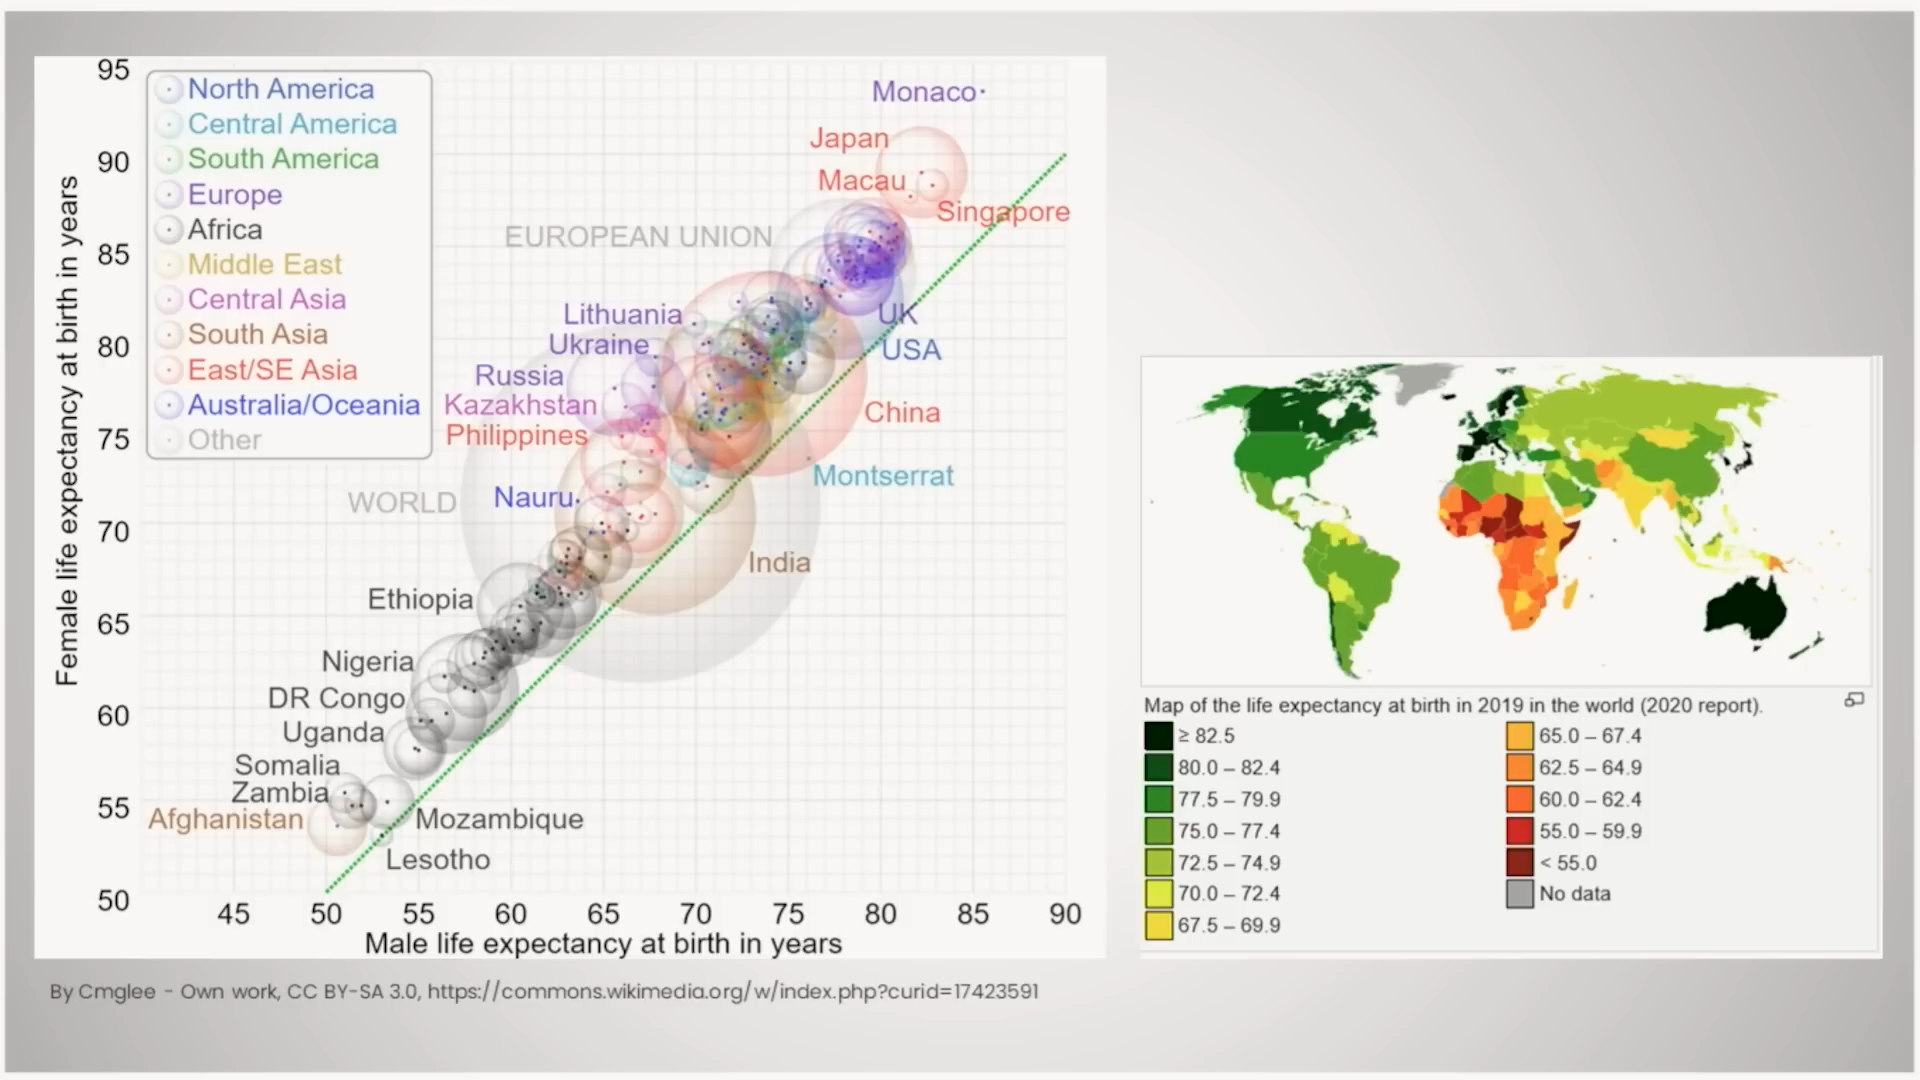 95
90
85
80
75
70
65
60
55
50
Female life expectancy at birth in years
North America
Central America
South America
Europe
Africa
Middle East
Central Asia
South Asia
East/SE Asia
Australia/Oceania
Other
Monaco
Japan
Macau
Singapore
EUROPEAN UNION
Lithuania
UK
Ukraine
USA
Russia
Kazakhstan
China
Philippines
Montserrat
WORLD
Nauru
India
Ethiopia
Nigeria
DR Congo
Uganda
Somalia
Zambia
Afghanistan
Mozambique
Lesotho
45 50 55 60 65 70 75 80 85 90
Male life expectancy at birth in years
By Cmglee - Own work, CC BY-SA 3.0, https://commons.wikimedia.org/w/index.php?curid=17423591
Map of the life expectancy at birth in 2019 in the world (2020 report).
≥ 82.5
80.0 – 82.4
77.5 – 79.9
75.0 – 77.4
72.5 – 74.9
70.0 – 72.4
67.5 – 69.9
65.0 – 67.4
62.5 – 64.9
60.0 – 62.4
55.0 – 59.9
< 55.0
No data